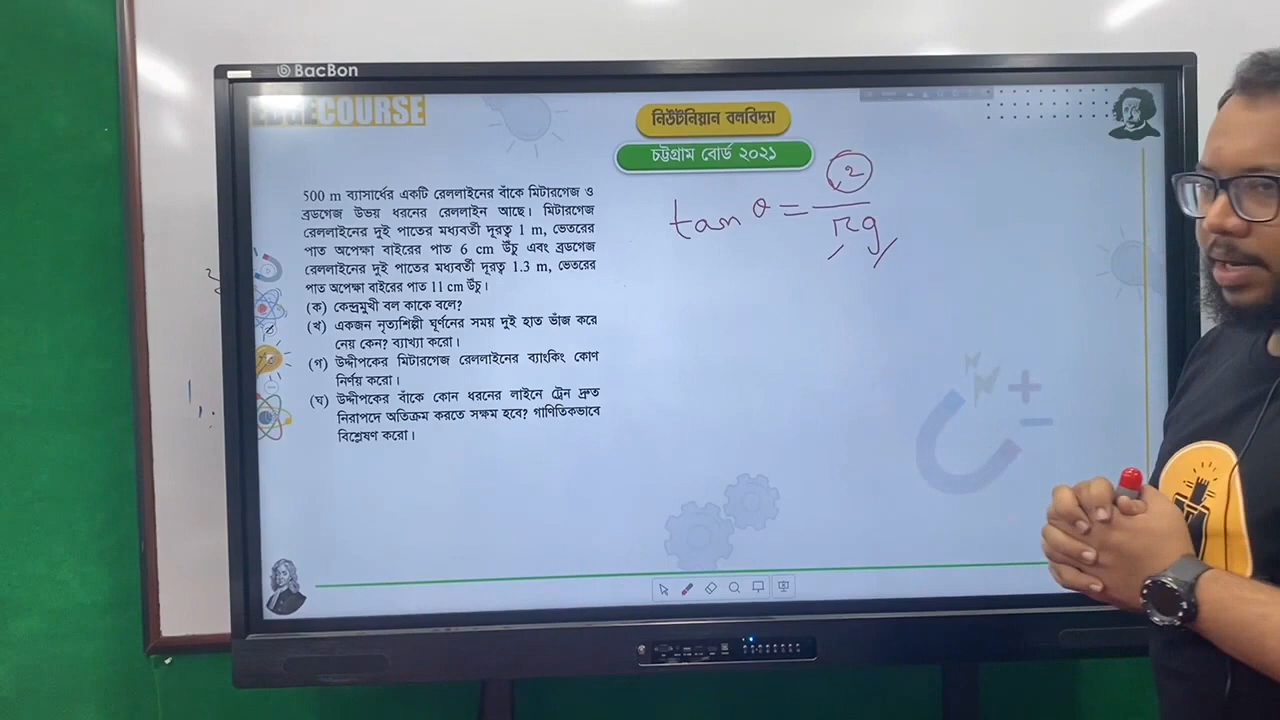 BacBon
EDGECOURSE
নিউটনিয়ান বলবিদ্যা
চট্টগ্রাম বোর্ড ২০২১
500 m ব্যাসার্ধের একটি রেললাইনের বাঁকে মিটারগেজ ও
ব্রডগেজ উভয় ধরনের রেললাইন আছে। মিটারগেজ
রেললাইনের দুই পাতের মধ্যবর্তী দূরত্ব 1 m, ভেতরের
পাত অপেক্ষা বাইরের পাত 6 cm উঁচু এবং ব্রডগেজ
রেললাইনের দুই পাতের মধ্যবর্তী দূরত্ব 1.3 m, ভেতরের
পাত অপেক্ষা বাইরের পাত 11 cm উঁচু।
(ক) কেন্দ্রমুখী বল কাকে বলে?
(খ) একজন নৃত্যশিল্পী ঘূর্ণনের সময় দুই হাত ভাঁজ করে
নেয় কেন? ব্যাখ্যা করো।
(গ) উদ্দীপকের মিটারগেজ রেললাইনের ব্যাংকিং কোণ
নির্ণয় করো।
(ঘ) উদ্দীপকের বাঁকে কোন ধরনের লাইনে ট্রেন দ্রুত
নিরাপদে অতিক্রম করতে সক্ষম হবে? গাণিতিকভাবে
বিশ্লেষণ করো।
tan θ = v²/rg